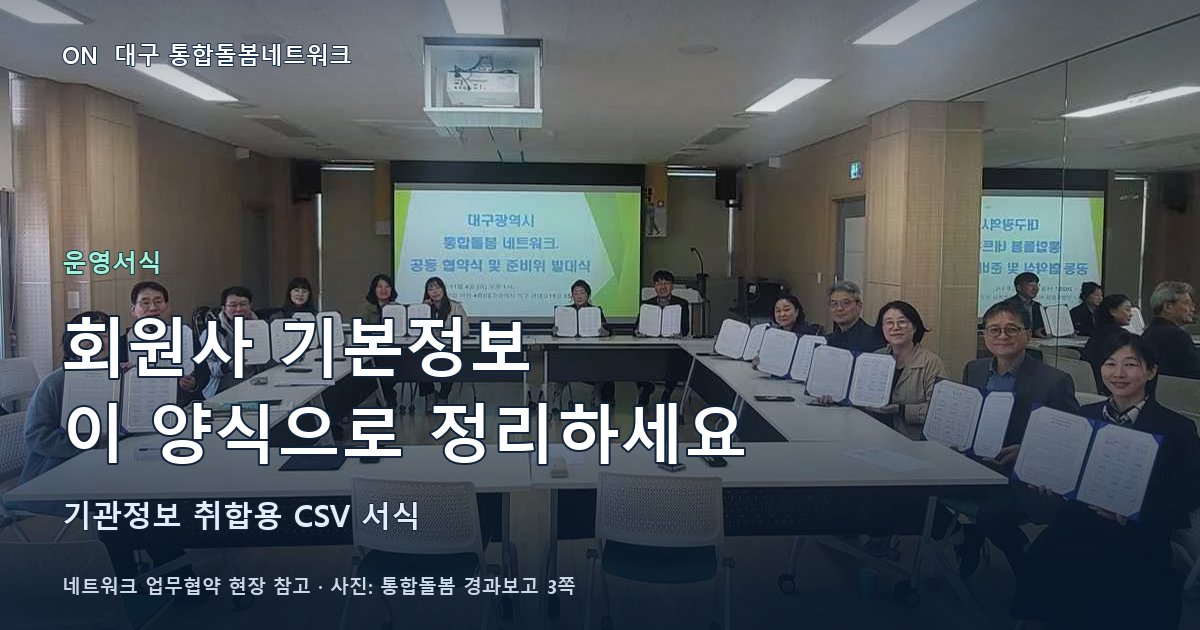 ON 대구 통합돌봄네트워크
대구광역시
통합돌봄 네트워크.
공동 협약식 및 준비위 발대식
운영서식
회원사 기본정보
이 양식으로 정리하세요
기관정보 취합용 CSV 서식
네트워크 업무협약 현장 참고 · 사진: 통합돌봄 경과보고 3쪽